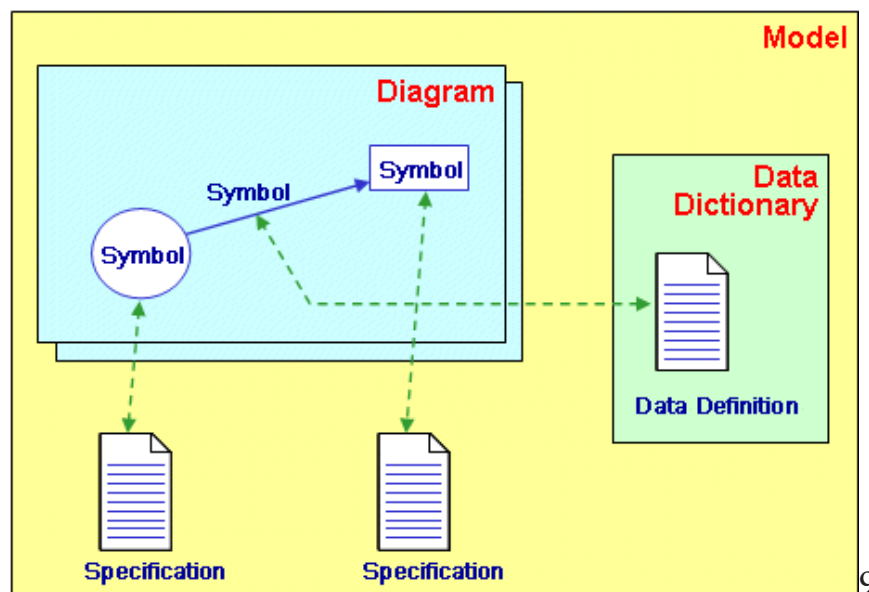 Model
Diagram
Symbol
Symbol
Symbol
Data
Dictionary
Data Definition
Specification
Specification